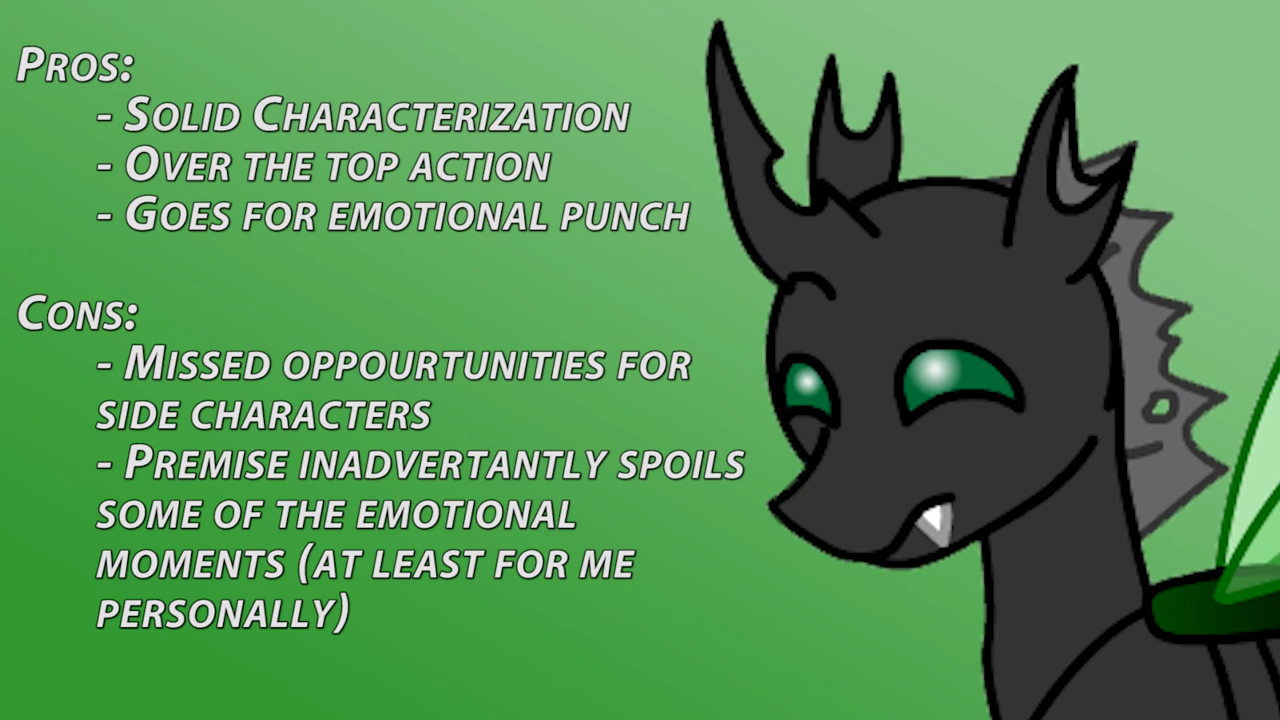 Pros:
- Solid Characterization
- Over the top action
- Goes for emotional punch
Cons:
- Missed oppourtunities for
side characters
- Premise inadvertantly spoils
some of the emotional
moments (at least for me
personally)